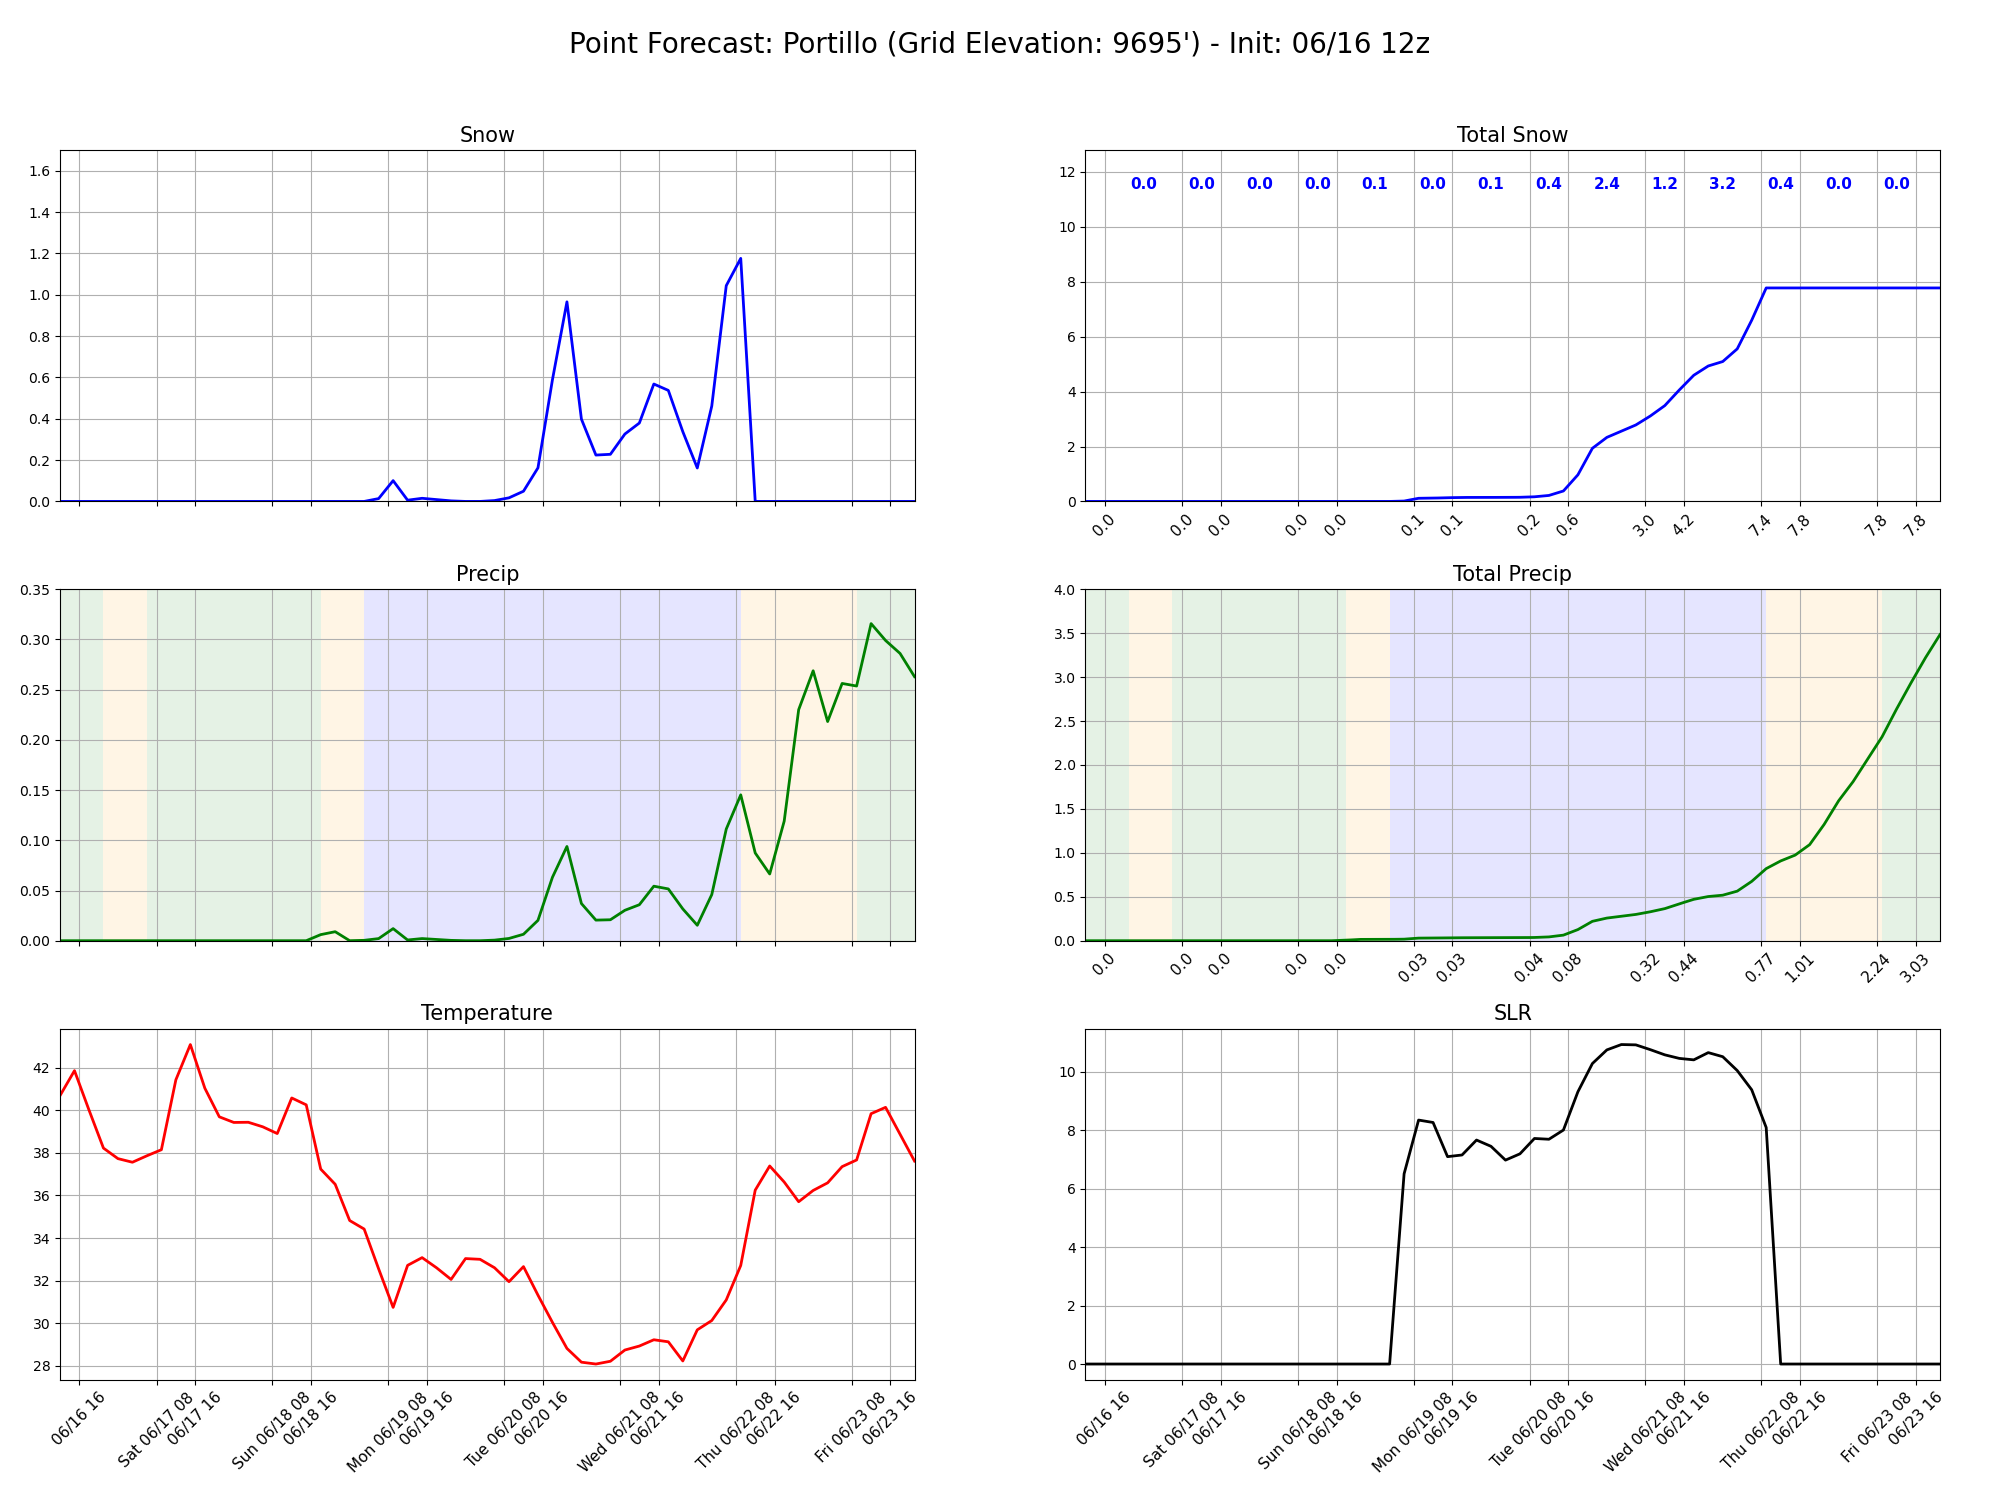 Point Forecast: Portillo (Grid Elevation: 9695') - Init: 06/16 12z
Snow
1.6
1.4
1.2
1.0
0.8
0.6
0.4
0.2
0.0
Total Snow
12
10
8
6
4
2
0
0.0 0.0 0.0 0.0 0.1 0.0 0.1 0.4 2.4 1.2 3.2 0.4 0.0 0.0
0.0 0.0 0.0 0.0 0.0 0.1 0.1 0.2 0.6 3.0 4.2 7.4 7.8 7.8 7.8
Precip
0.35
0.30
0.25
0.20
0.15
0.10
0.05
0.00
Total Precip
4.0
3.5
3.0
2.5
2.0
1.5
1.0
0.5
0.0
0.0 0.0 0.0 0.0 0.0 0.03 0.03 0.04 0.08 0.32 0.44 0.77 1.01 2.24 3.03
Temperature
42
40
38
36
34
32
30
28
06/16 16
Sat 06/17 08
06/17 16
Sun 06/18 08
06/18 16
Mon 06/19 08
06/19 16
Tue 06/20 08
06/20 16
Wed 06/21 08
06/21 16
Thu 06/22 08
06/22 16
Fri 06/23 08
06/23 16
SLR
10
8
6
4
2
0
06/16 16
Sat 06/17 08
06/17 16
Sun 06/18 08
06/18 16
Mon 06/19 08
06/19 16
Tue 06/20 08
06/20 16
Wed 06/21 08
06/21 16
Thu 06/22 08
06/22 16
Fri 06/23 08
06/23 16